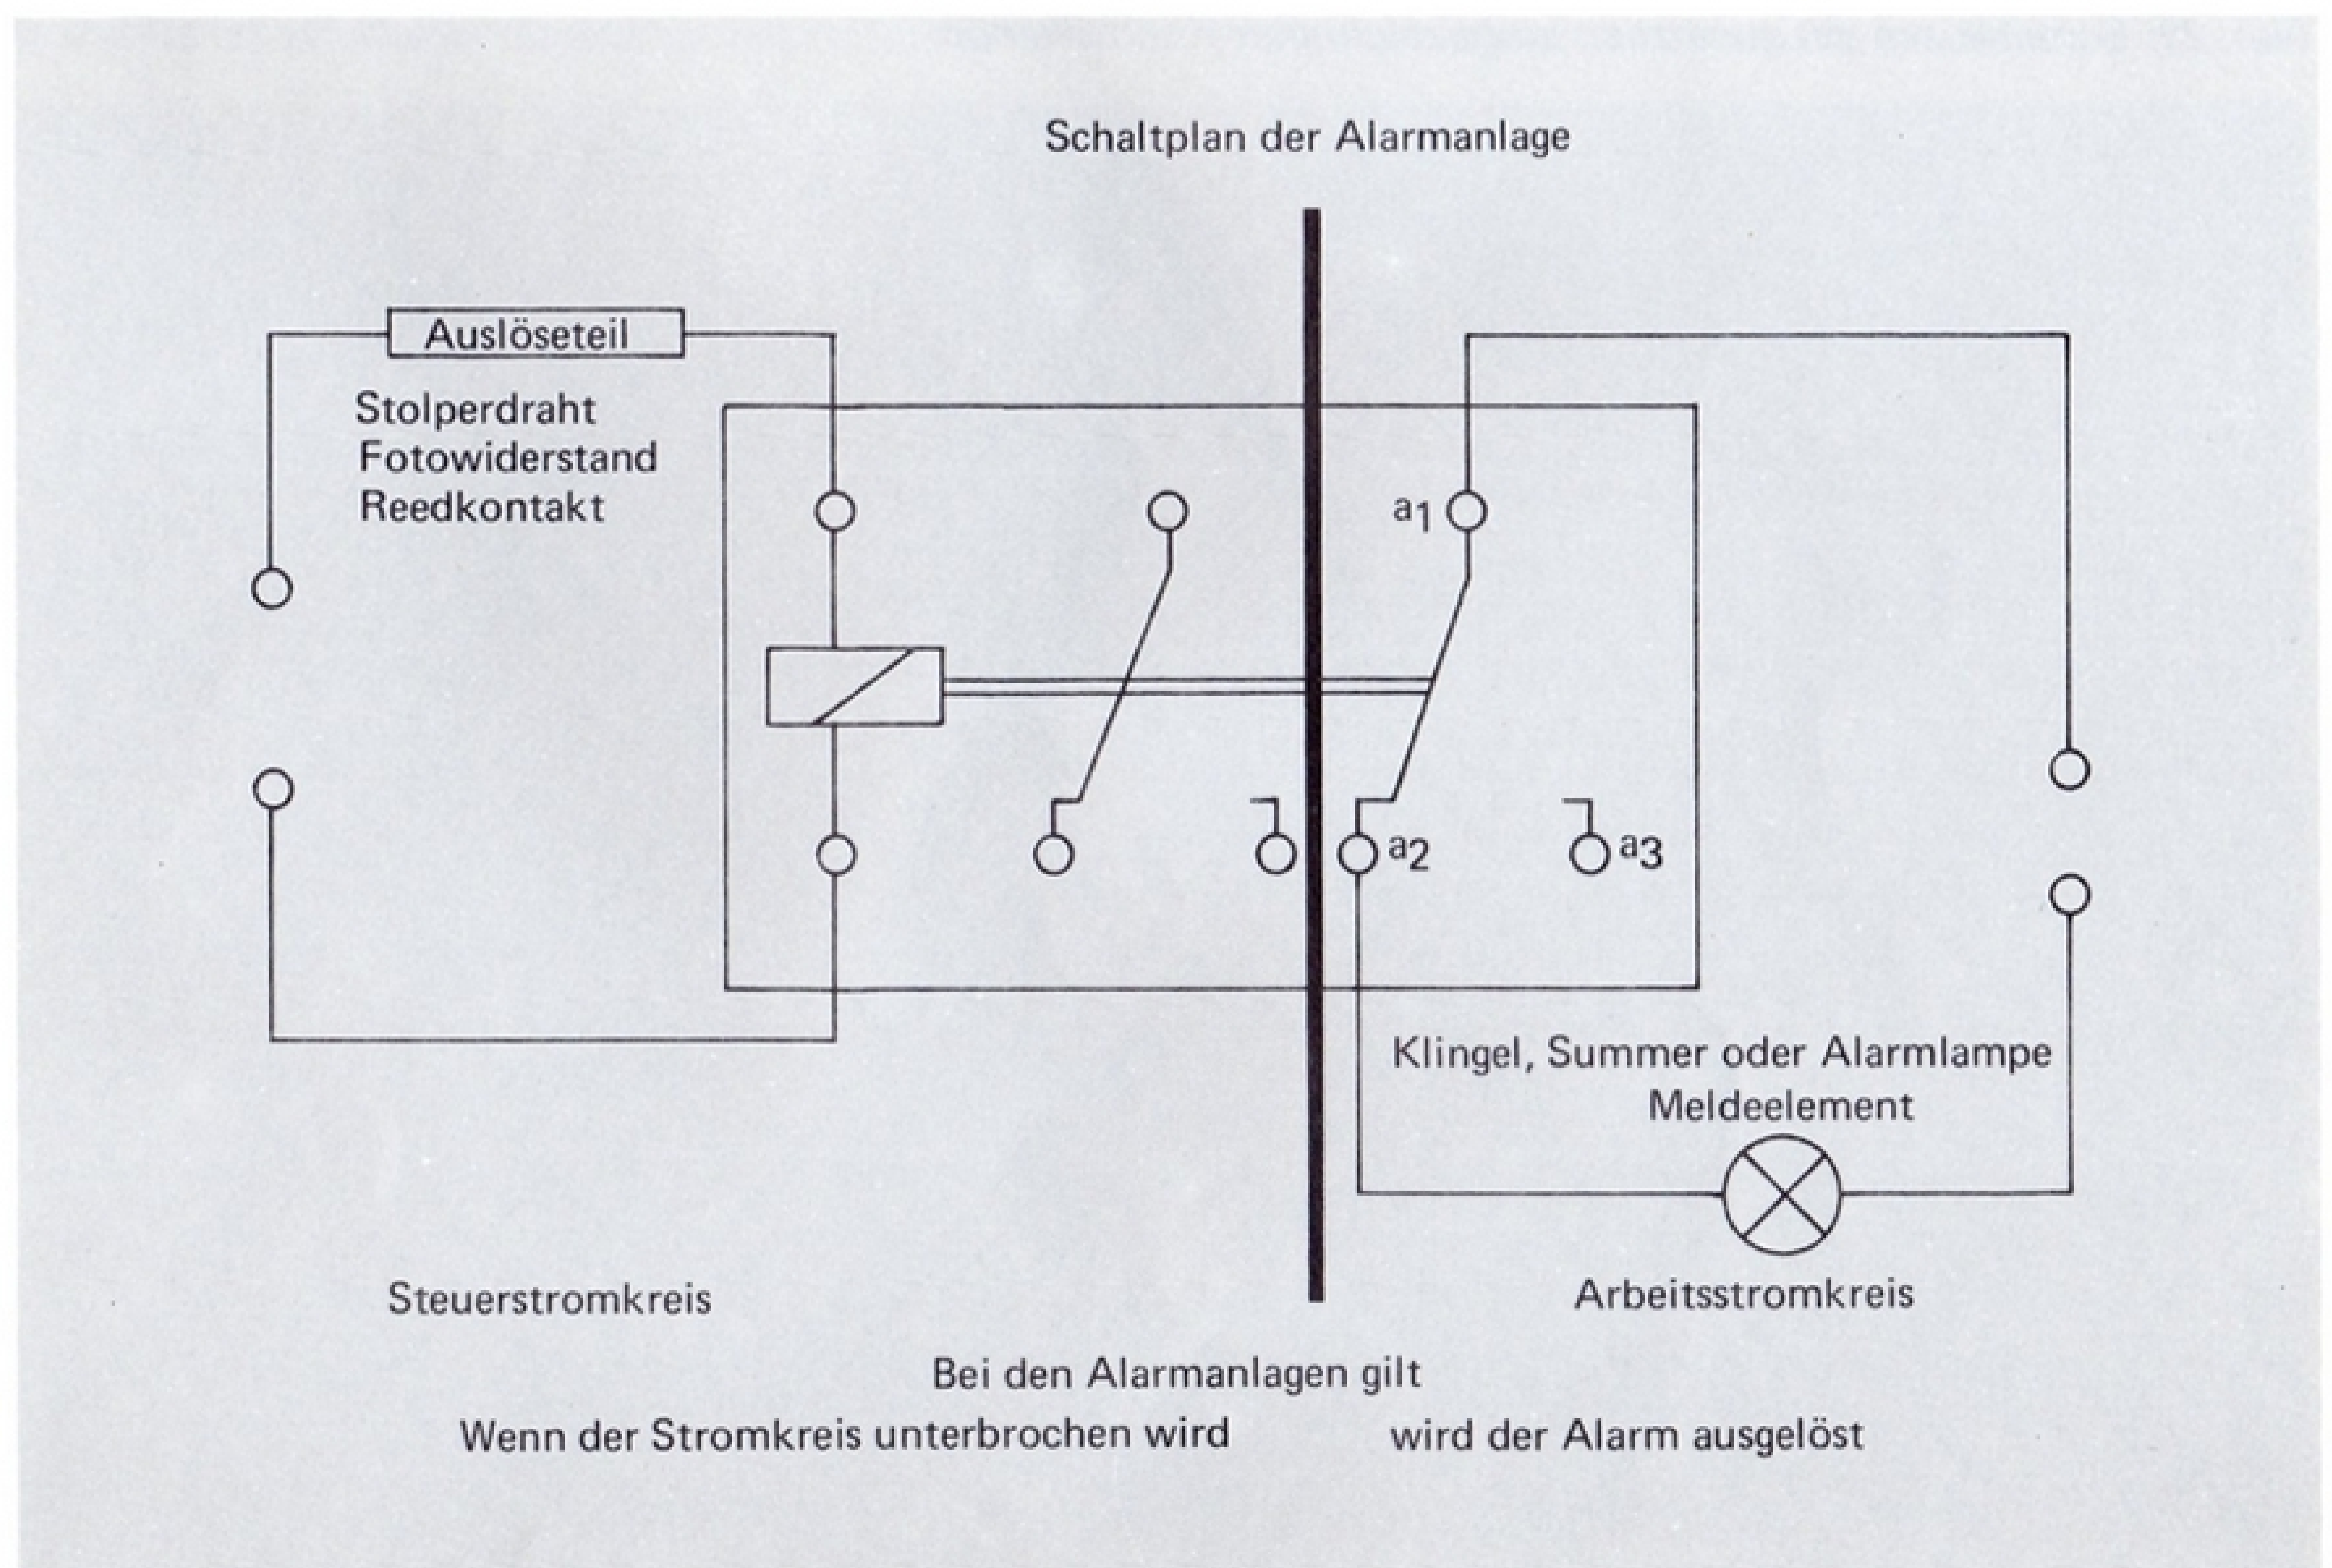 Schaltplan der Alarmanlage
Auslöseteil
Stolperdraht
Fotowiderstand
Reedkontakt
a1
a2
a3
Klingel, Summer oder Alarmlampe
Meldeelement
Steuerstromkreis
Arbeitsstromkreis
Bei den Alarmanlagen gilt
Wenn der Stromkreis unterbrochen wird wird der Alarm ausgelöst